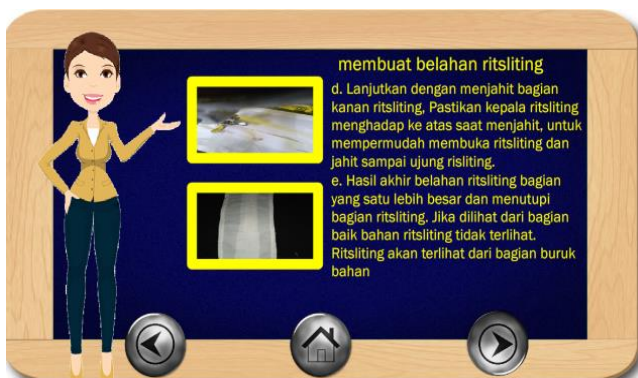 membuat belahan ritsliting
d. Lanjutkan dengan menjahit bagian
kanan ritsliting, Pastikan kepala ritsliting
menghadap ke atas saat menjahit, untuk
mempermudah membuka ritsliting dan
jahit sampai ujung risliting.
e. Hasil akhir belahan ritsliting bagian
yang satu lebih besar dan menutupi
bagian ritsliting. Jika dilihat dari bagian
baik bahan ritsliting tidak terlihat.
Ritsliting akan terlihat dari bagian buruk
bahan